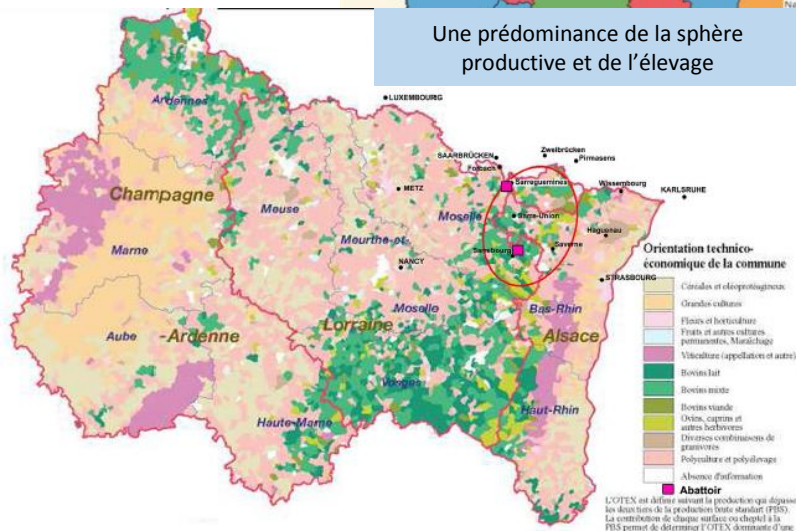 Na
Une prédominance de la sphère
productive et de l'élevage
Ardennes
LUXEMBOURG
SAARBRÜCKEN
Zweibrücken
Pirmasens
Forbach
Sarreguemines
Wissembourg
KARLSRUHE
METZ
Champagne
Meuse
Moselle
Sarre-Union
Haguenau
Marne
Meurthe-et-
Sarrebourg
Saverne
NANCY
STRASBOURG
Moselle
Bas-Rhin
Aube
-Ardenne
Lorraine
Alsace
Vosges
Haute-Marne
Haut-Rhin
Orientation technico-
économique de la commune
Céréales et oléoprotéagineux
Grandes cultures
Fleurs et horticulture
Fruits et autres cultures
permanentes, Maraîchage
Viticulture (appellation et autre)
Bovins lait
Bovins mixte
Bovins viande
Ovins, caprins et
autres herbivores
Diverses combinaisons de
granivores
Polyculture et polyélevage
Absence d'information
Abattoir
L'OTEX est définie suivant la production qui dépasse
les deux tiers de la production brute standart (PBS).
La contribution de chaque surface ou cheptel à la
PBS permet de déterminer l'OTEX dominante d'une